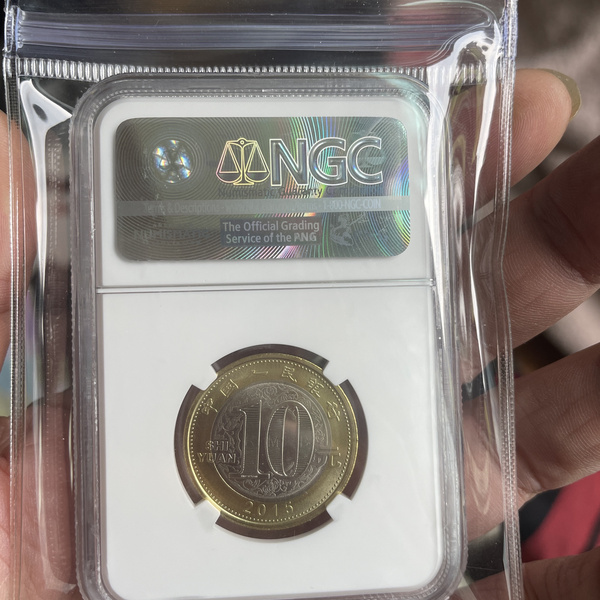 NGC
The Official Grading
Service of the PNG
中国人民银行
10
SHI
YUAN
元
2015